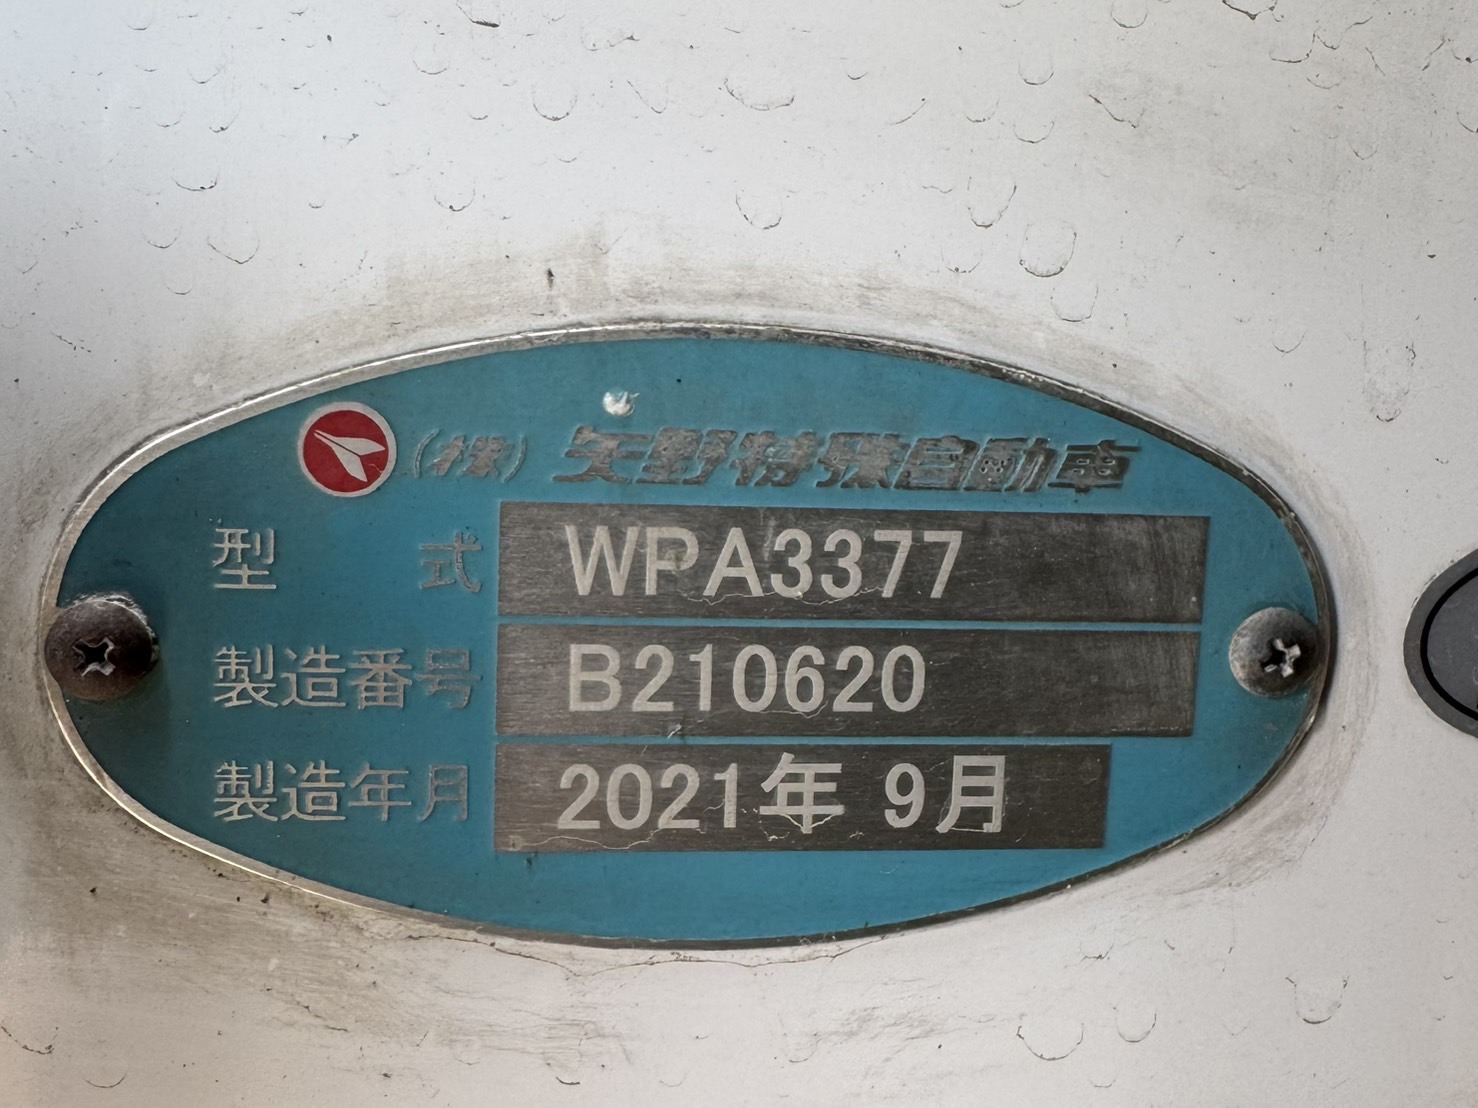 (株) 矢野特殊自動車
型 式 WPA3377
製造番号 B210620
製造年月 2021年 9月